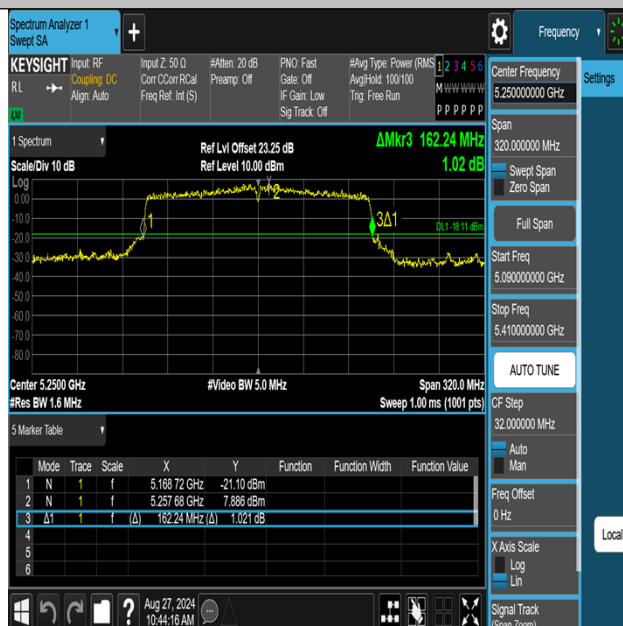 Spectrum Analyzer 1
Swept SA
+
Frequency
KEYSIGHT
RL
LXI
Input: RF
Coupling: DC
Align: Auto
Input Z: 50 Ω
Corr CCorr RCal
Freq Ref: Int (S)
#Atten: 20 dB
Preamp: Off
PNO: Fast
Gate: Off
IF Gain: Low
Sig Track: Off
#Avg Type: Power (RMS
Avg|Hold: 100/100
Trig: Free Run
1 2 3 4 5 6
M W W W W W
P P P P P P
1 Spectrum
Scale/Div 10 dB
Ref Lvl Offset 23.25 dB
Ref Level 10.00 dBm
ΔMkr3 162.24 MHz
1.02 dB
Log
0.00
-10.0
-20.0
-30.0
-40.0
-50.0
-60.0
-70.0
-80.0
1
2
3Δ1
DL1 -18.11 dBm
Center 5.2500 GHz
#Res BW 1.6 MHz
#Video BW 5.0 MHz
Span 320.0 MHz
Sweep 1.00 ms (1001 pts)
5 Marker Table
Mode Trace Scale X Y Function Function Width Function Value
1 N 1 f 5.168 72 GHz -21.10 dBm
2 N 1 f 5.257 68 GHz 7.886 dBm
3 Δ1 1 f (Δ) 162.24 MHz (Δ) 1.021 dB
4
5
6
Aug 27, 2024
10:44:16 AM
Center Frequency
5.250000000 GHz
Settings
Span
320.000000 MHz
Swept Span
Zero Span
Full Span
Start Freq
5.090000000 GHz
Stop Freq
5.410000000 GHz
AUTO TUNE
CF Step
32.000000 MHz
Auto
Man
Freq Offset
0 Hz
Local
X Axis Scale
Log
Lin
Signal Track
(Span Zoom)